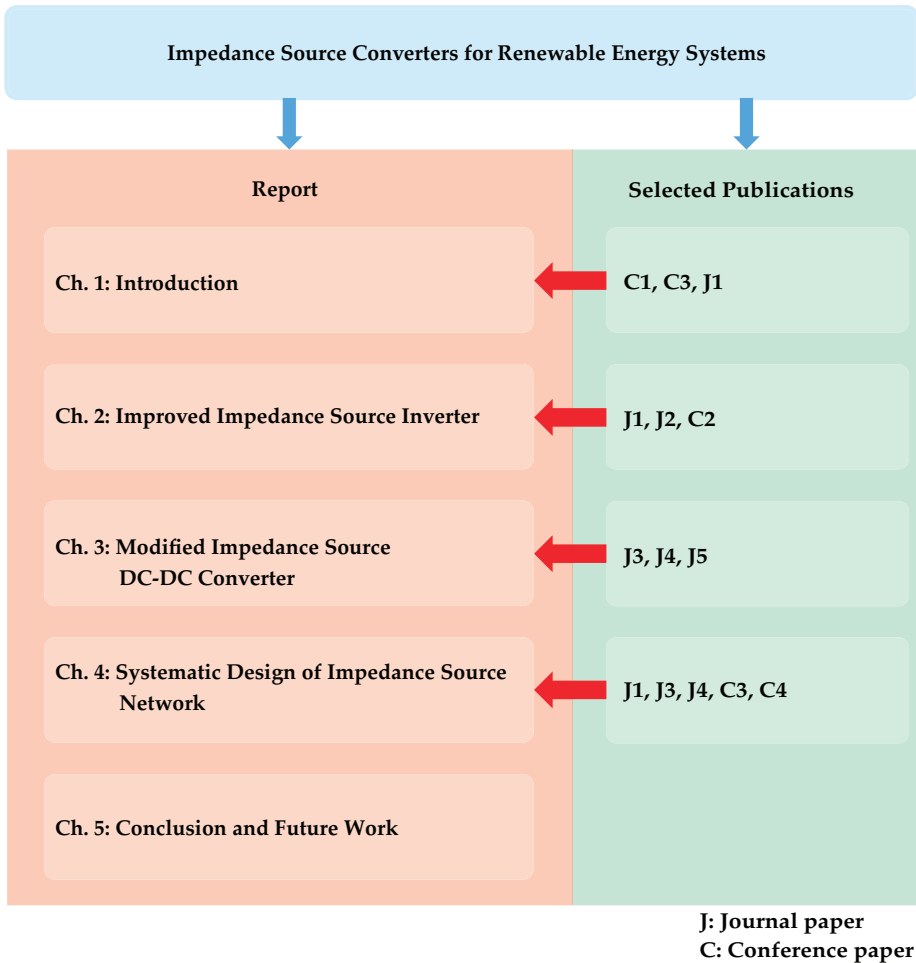 Impedance Source Converters for Renewable Energy Systems
Report
Selected Publications
Ch. 1: Introduction
C1, C3, J1
Ch. 2: Improved Impedance Source Inverter
J1, J2, C2
Ch. 3: Modified Impedance Source
DC-DC Converter
J3, J4, J5
Ch. 4: Systematic Design of Impedance Source
Network
J1, J3, J4, C3, C4
Ch. 5: Conclusion and Future Work
J: Journal paper
C: Conference paper